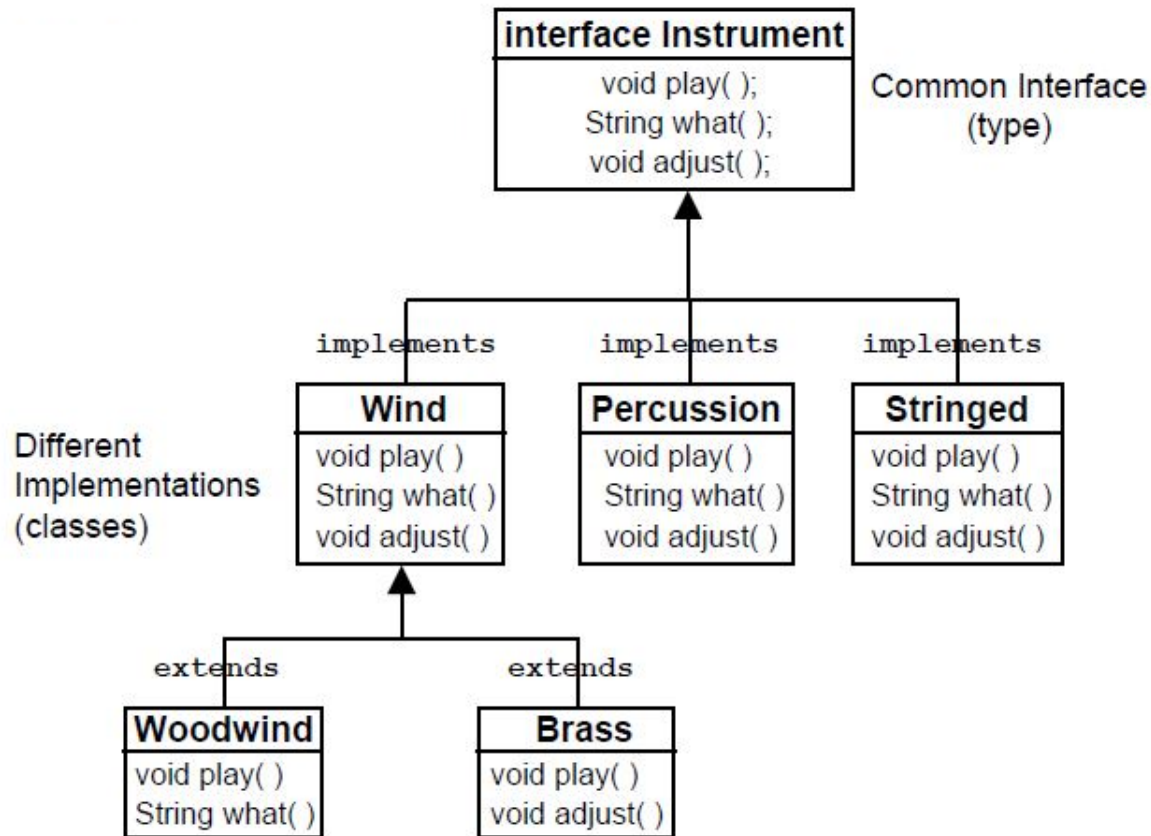 interface Instrument
void play( );
String what( );
void adjust( );
Common Interface
(type)
implements
implements
implements
Wind
void play( )
String what( )
void adjust( )
Percussion
void play( )
String what( )
void adjust( )
Stringed
void play( )
String what( )
void adjust( )
Different
Implementations
(classes)
extends
extends
Woodwind
void play( )
String what( )
Brass
void play( )
void adjust( )